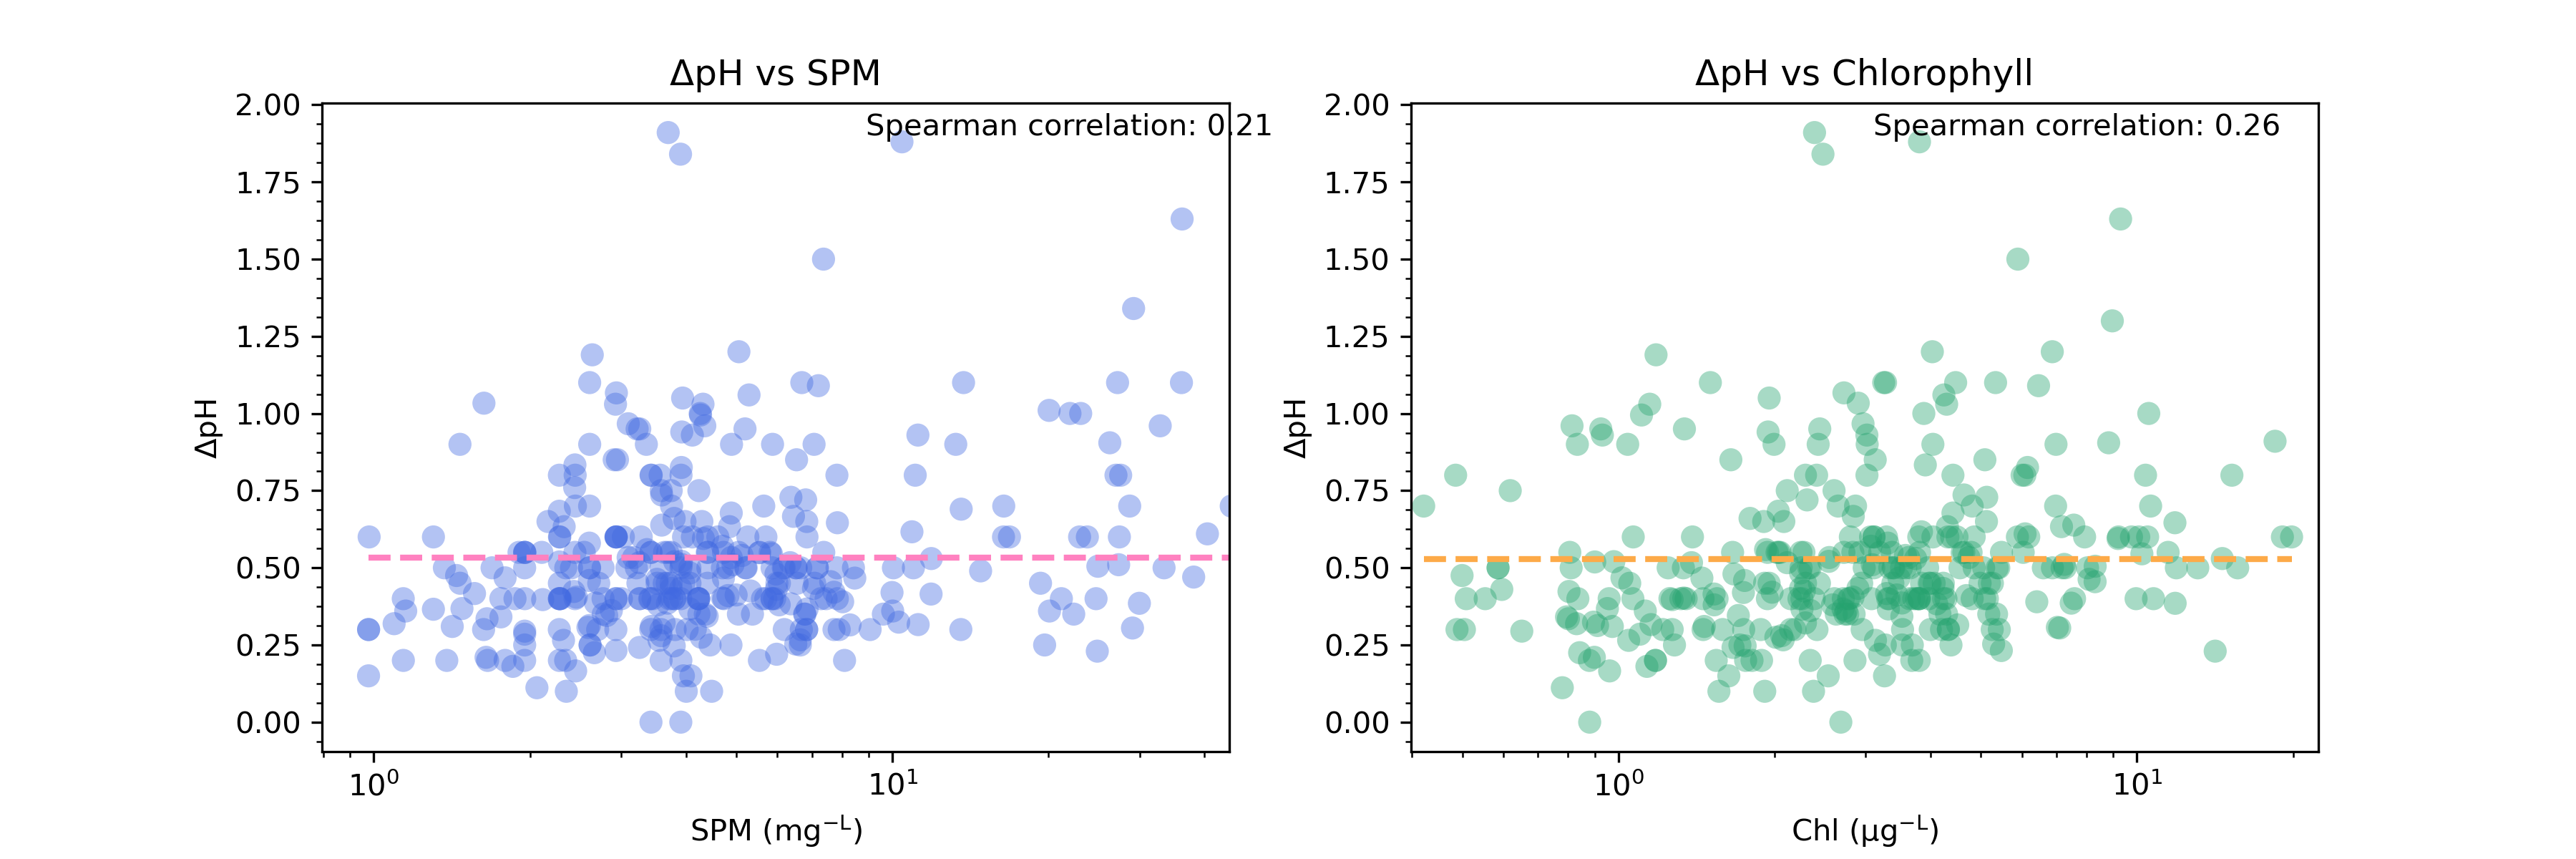 ΔpH vs SPM
Spearman correlation: 0.21
2.00
1.75
1.50
1.25
1.00
0.75
0.50
0.25
0.00
ΔpH
10⁰
10¹
SPM (mg⁻ᴸ)
ΔpH vs Chlorophyll
Spearman correlation: 0.26
2.00
1.75
1.50
1.25
1.00
0.75
0.50
0.25
0.00
ΔpH
10⁰
10¹
Chl (μg⁻ᴸ)